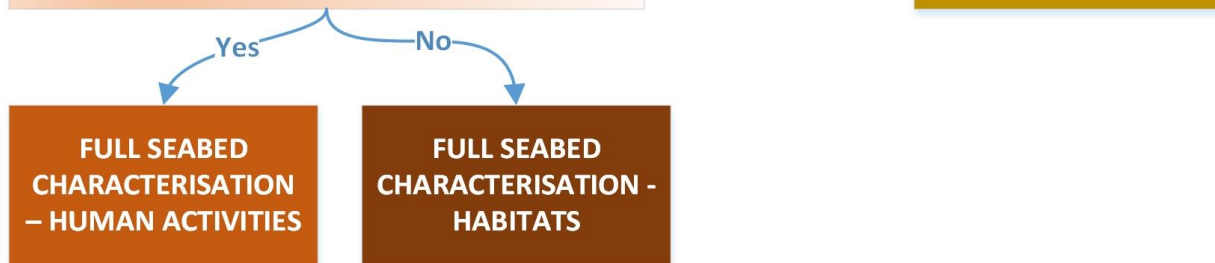 Yes
No
FULL SEABED
CHARACTERISATION
– HUMAN ACTIVITIES
FULL SEABED
CHARACTERISATION -
HABITATS